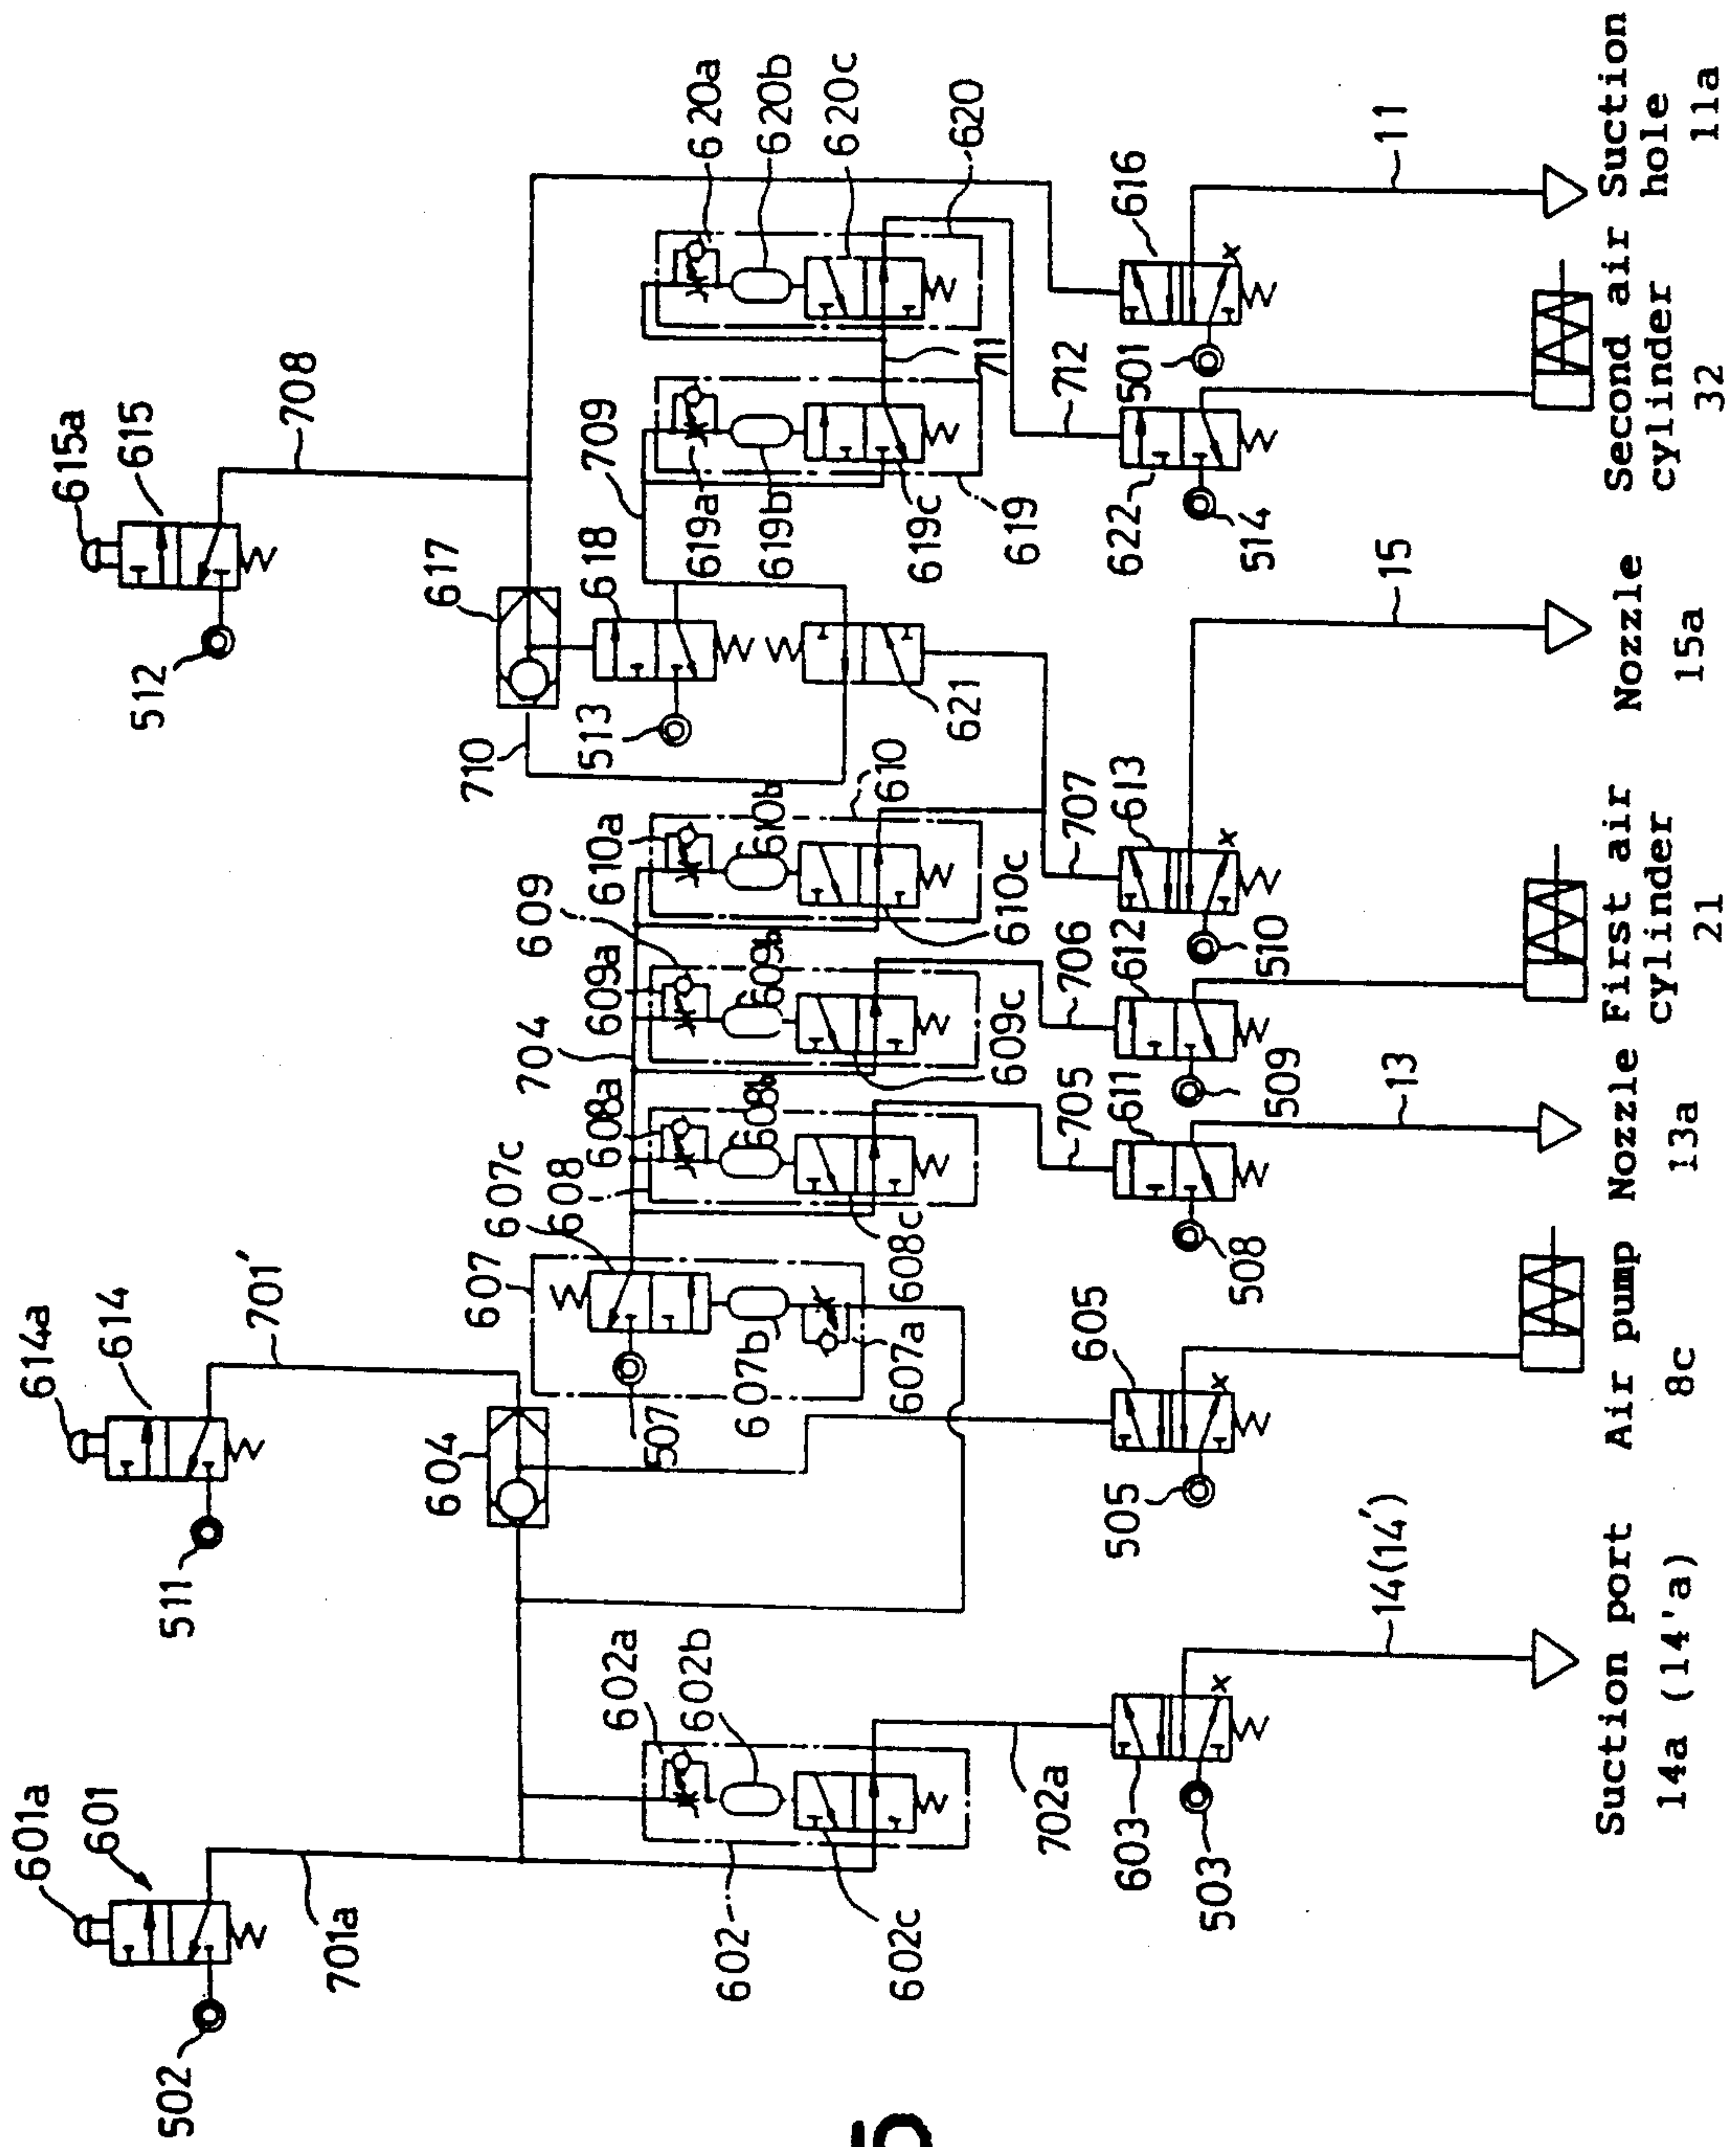 601a
601
502
701a
614a
614
511
701'
615a
615
512
708
604
607
607c
608
608a
608b
608c
507
607b
607a
704
609
609a
609b
609c
610a
610b
610
610c
710
617
618
513
621
709
619a
619b
619c
619
711
620a
620b
620c
620
602a
602b
602
602c
702a
603
503
14(14')
605
505
705
611
508
13
706
612
509
707
613
510
15
712
622
514
501
616
11
Suction port
14a (14'a)
Air pump
8c
Nozzle
13a
First air
cylinder
21
Nozzle
15a
Second air
cylinder
32
Suction
hole
11a
5